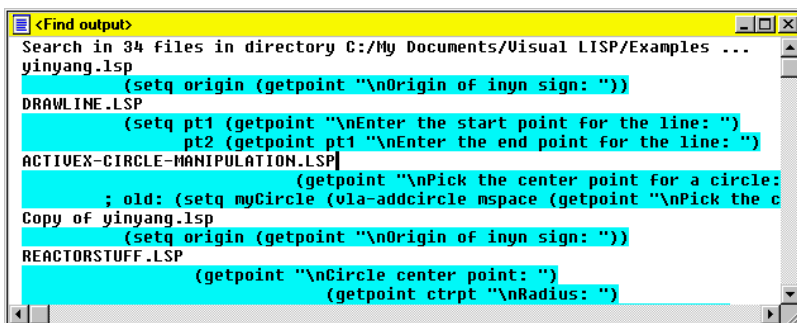 <Find output>
Search in 34 files in directory C:/My Documents/Visual LISP/Examples ...
yinyang.lsp
(setq origin (getpoint "\nOrigin of inyn sign: "))
DRAWLINE.LSP
(setq pt1 (getpoint "\nEnter the start point for the line: ")
pt2 (getpoint pt1 "\nEnter the end point for the line: ")
ACTIVEX-CIRCLE-MANIPULATION.LSP
(getpoint "\nPick the center point for a circle:
; old: (setq myCircle (vla-addcircle mspace (getpoint "\nPick the c
Copy of yinyang.lsp
(setq origin (getpoint "\nOrigin of inyn sign: "))
REACTORSTUFF.LSP
(getpoint "\nCircle center point: ")
(getpoint ctrpt "\nRadius: ")